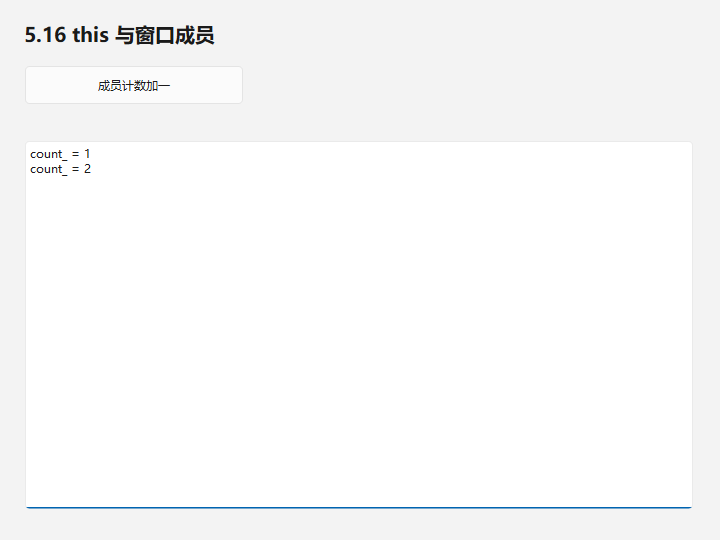 5.16 this 与窗口成员
成员计数加一
count_ = 1
count_ = 2